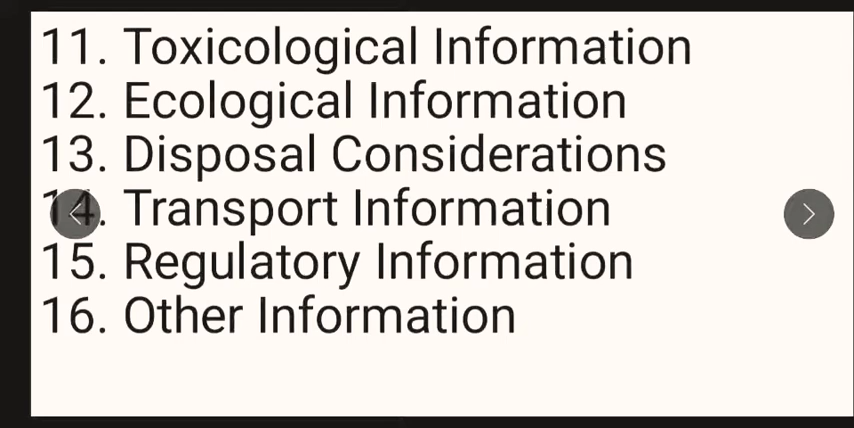 11. Toxicological Information
12. Ecological Information
13. Disposal Considerations
14. Transport Information
15. Regulatory Information
16. Other Information